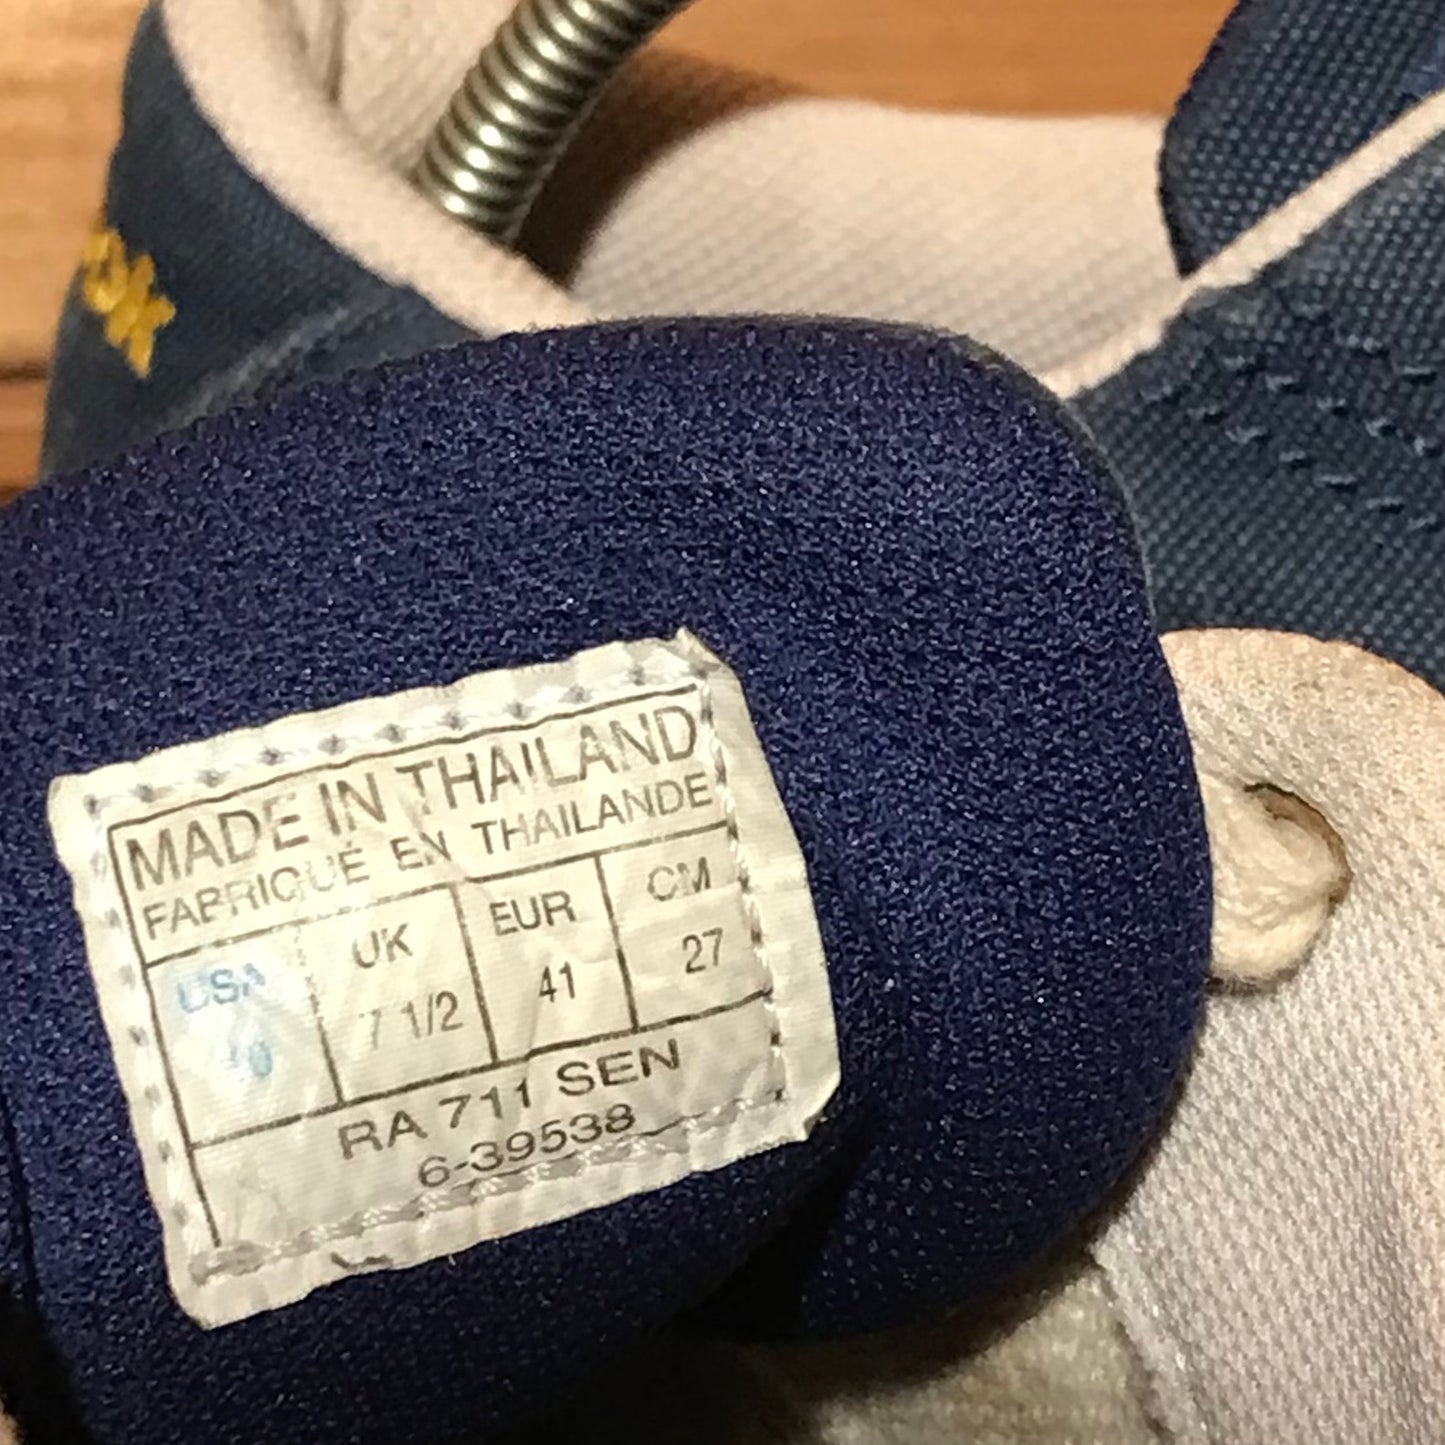 MADE IN THAILAND
FABRIQUÉ EN THAILANDE
USA UK EUR CM
7 1/2 41 27
RA 711 SEN
6-39538